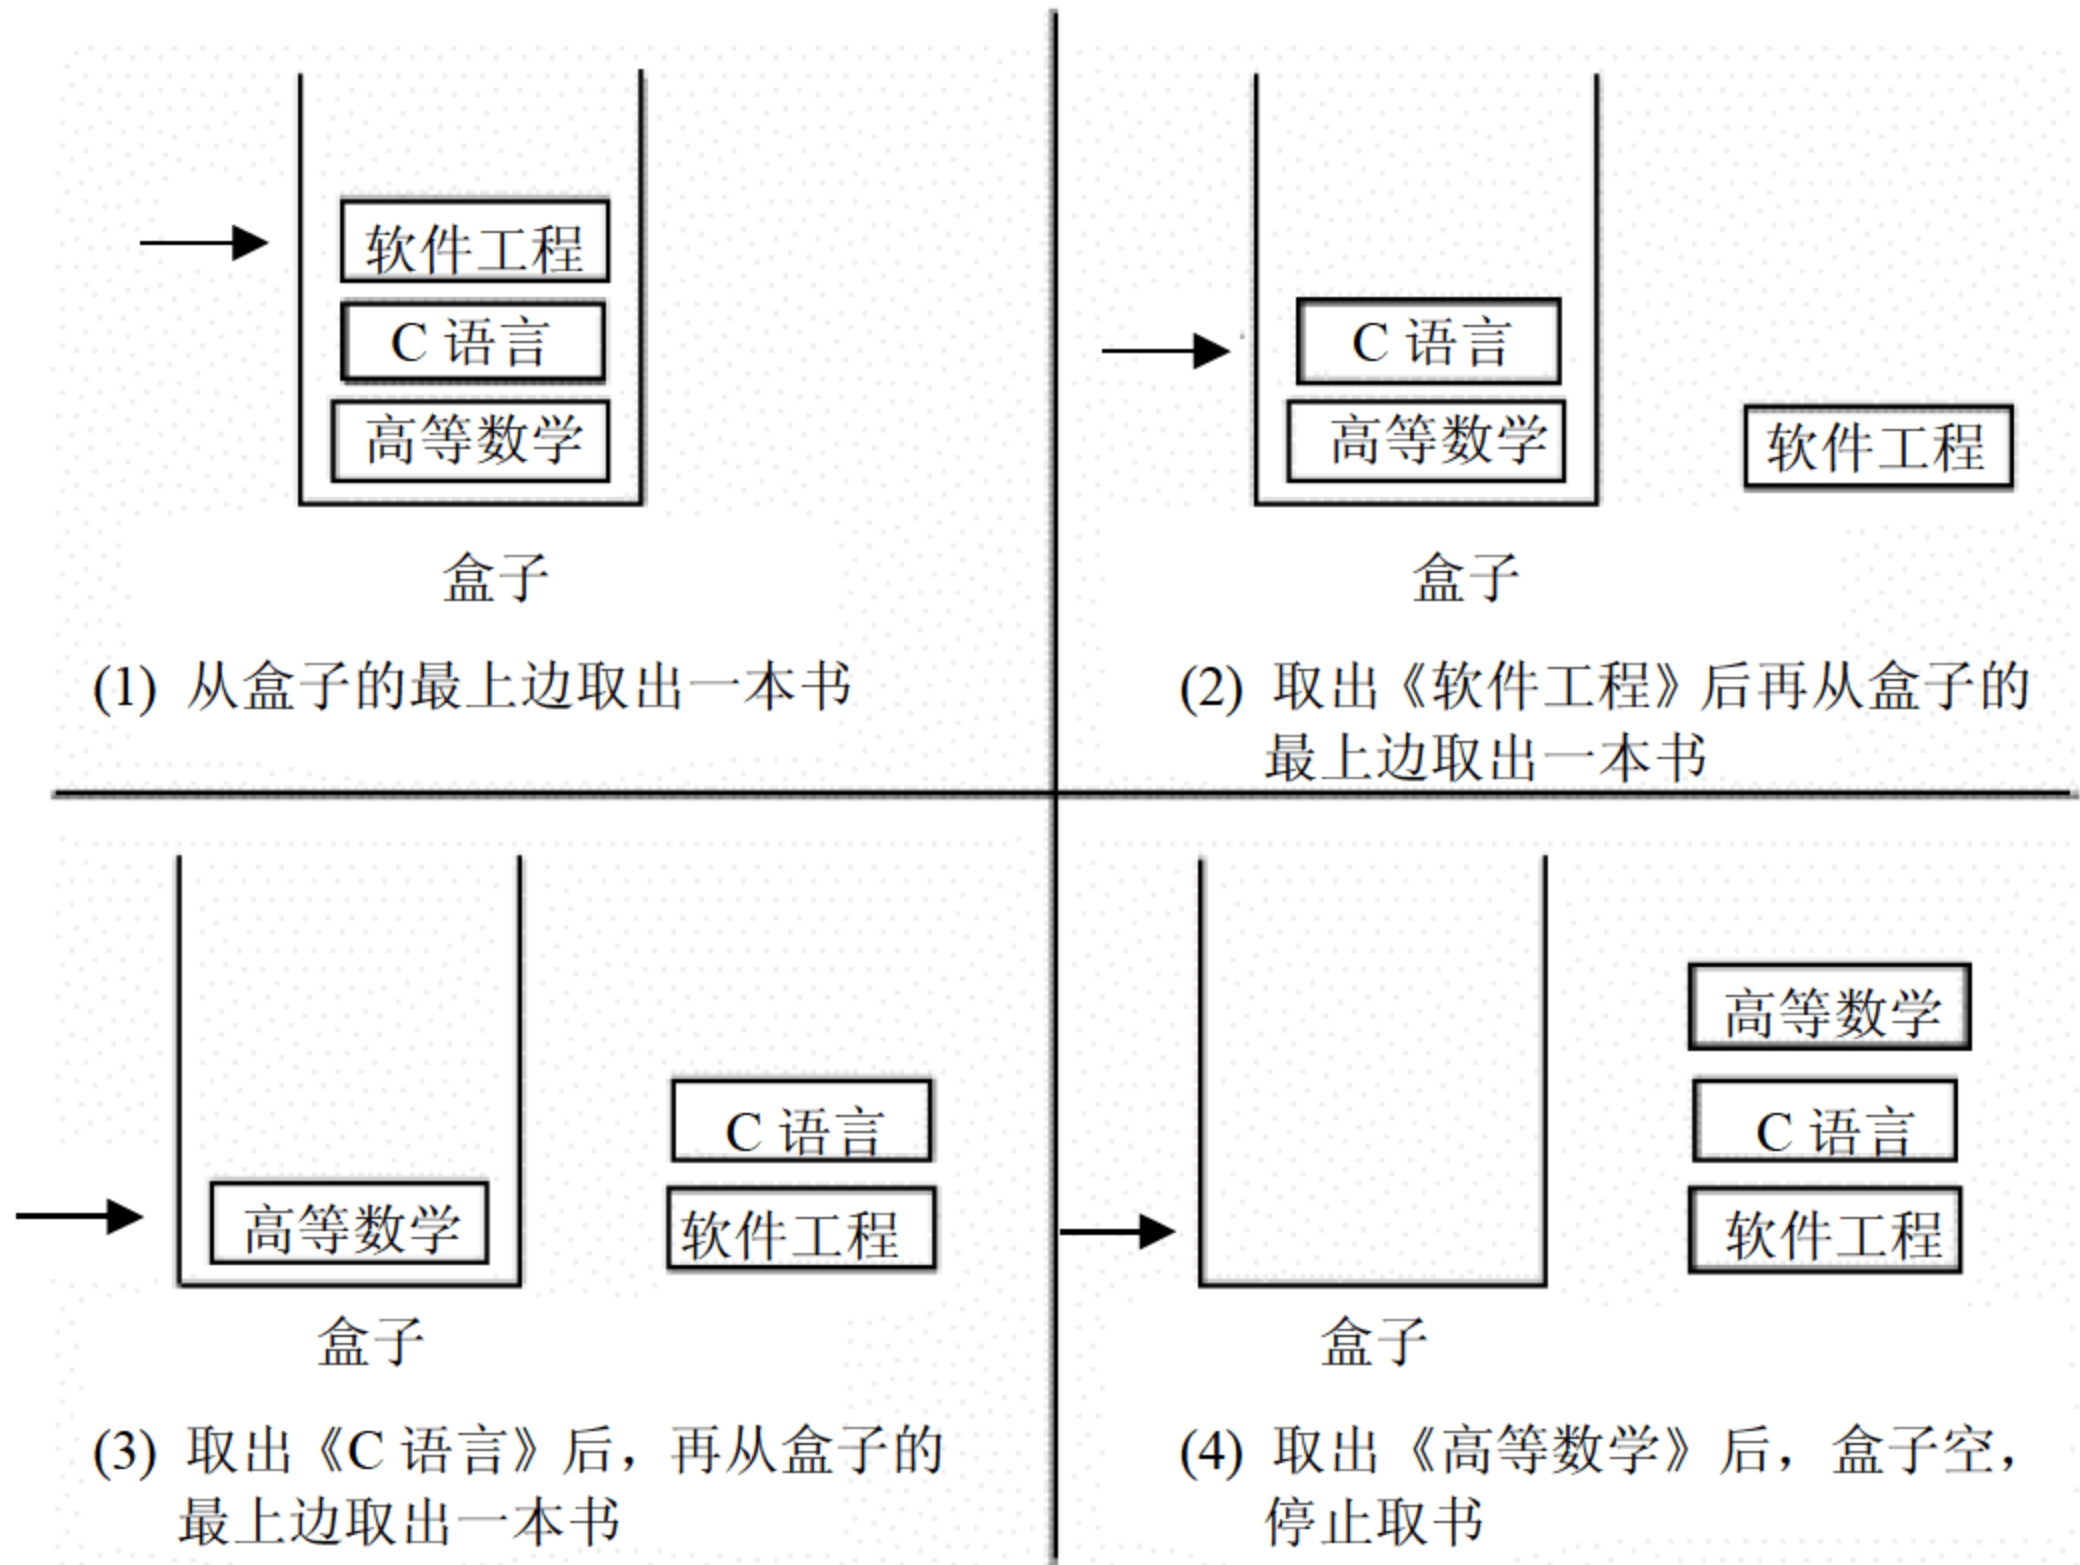 软件工程
C 语言
高等数学
盒子
(1) 从盒子的最上边取出一本书
C 语言
高等数学
软件工程
盒子
(2) 取出《软件工程》后再从盒子的
最上边取出一本书
C 语言
高等数学
软件工程
盒子
(3) 取出《C 语言》后，再从盒子的
最上边取出一本书
高等数学
C 语言
软件工程
盒子
(4) 取出《高等数学》后，盒子空，
停止取书